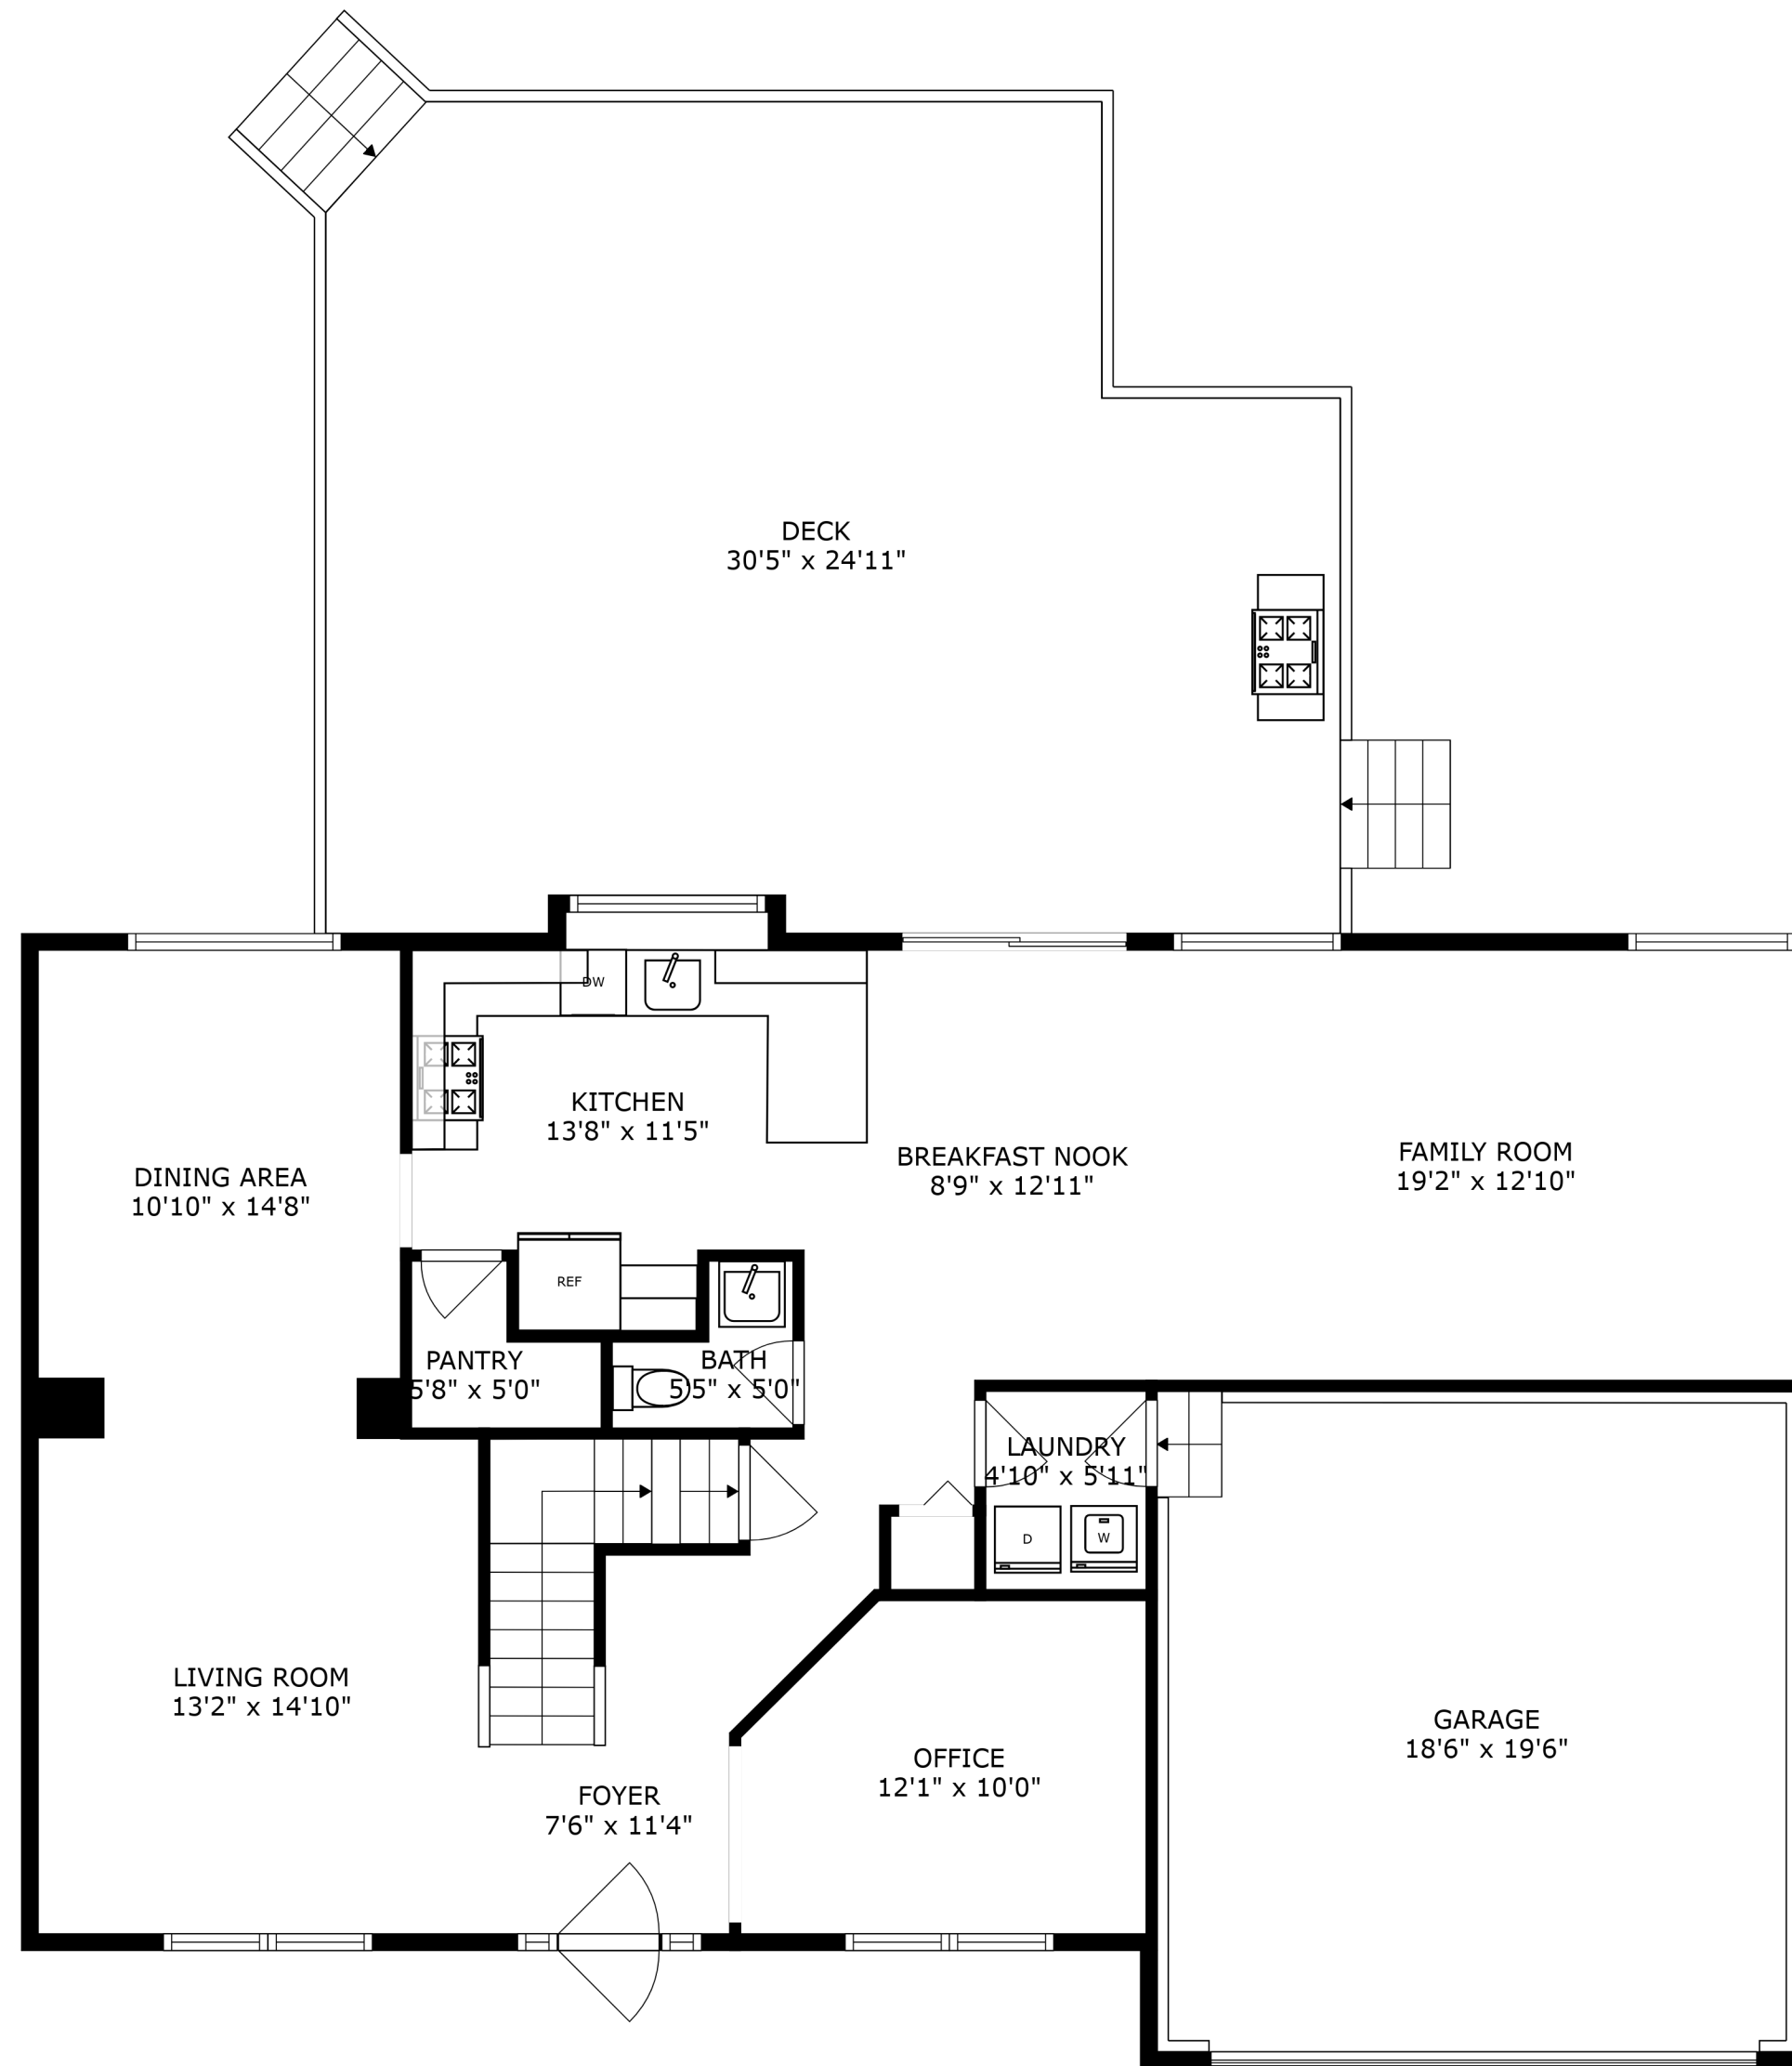 DECK
30'5" x 24'11"
DW
KITCHEN
13'8" x 11'5"
BREAKFAST NOOK
8'9" x 12'11"
FAMILY ROOM
19'2" x 12'10"
DINING AREA
10'10" x 14'8"
REF
PANTRY
5'8" x 5'0"
BATH
5'5" x 5'0"
LAUNDRY
4'10" x 5'11"
D
W
LIVING ROOM
13'2" x 14'10"
GARAGE
18'6" x 19'6"
OFFICE
12'1" x 10'0"
FOYER
7'6" x 11'4"